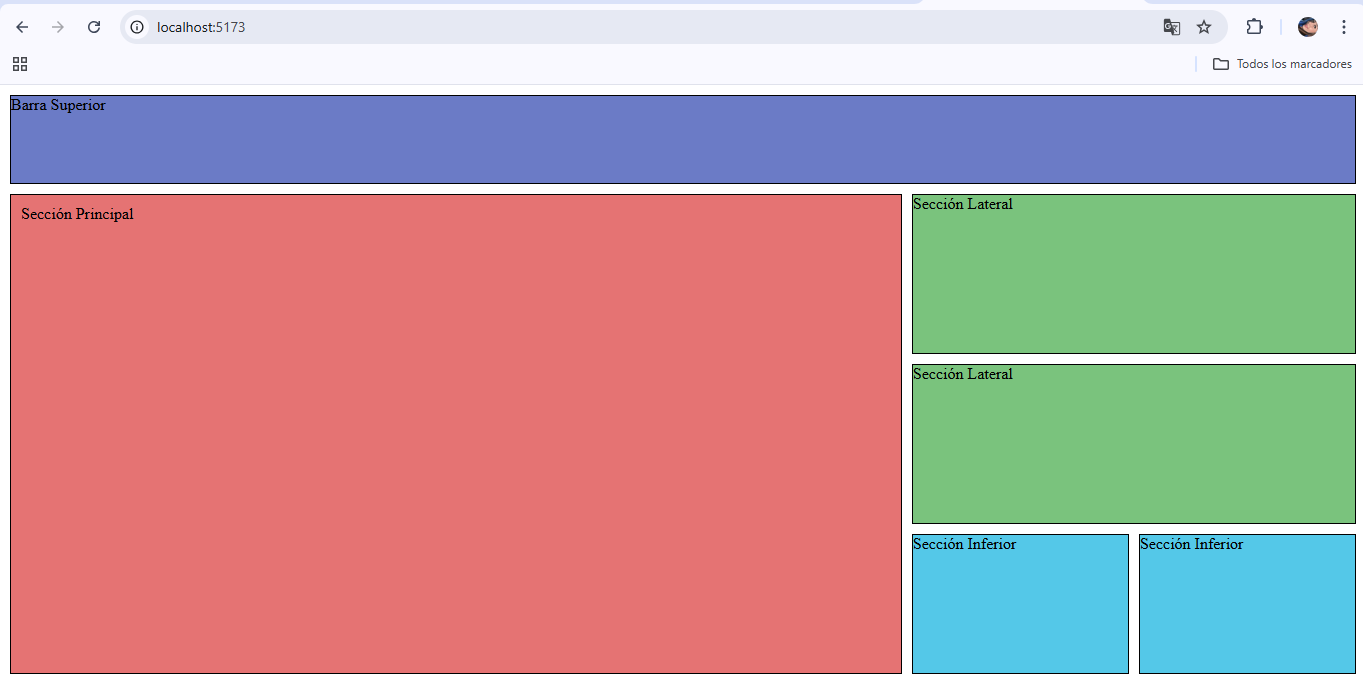 localhost:5173
Todos los marcadores
Barra Superior
Sección Principal
Sección Lateral
Sección Lateral
Sección Inferior
Sección Inferior